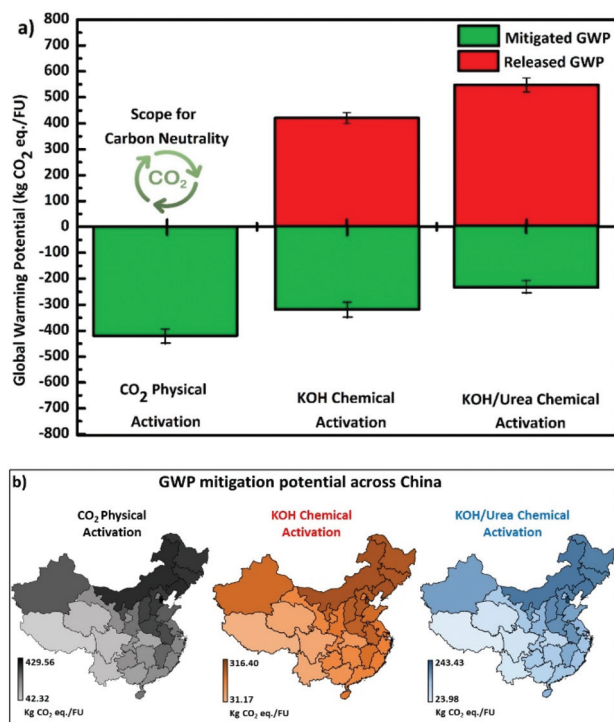 a)
Mitigated GWP
Released GWP
Global Warming Potential (kg CO2 eq./FU)
800
700
600
500
400
300
200
100
0
-100
-200
-300
-400
-500
-600
-700
-800
Scope for
Carbon Neutrality
CO2
CO2 Physical
Activation
KOH Chemical
Activation
KOH/Urea Chemical
Activation
b)
GWP mitigation potential across China
CO2 Physical
Activation
KOH Chemical
Activation
KOH/Urea Chemical
Activation
429.56
42.32
Kg CO2 eq./FU
316.40
31.17
Kg CO2 eq./FU
243.43
23.98
Kg CO2 eq./FU